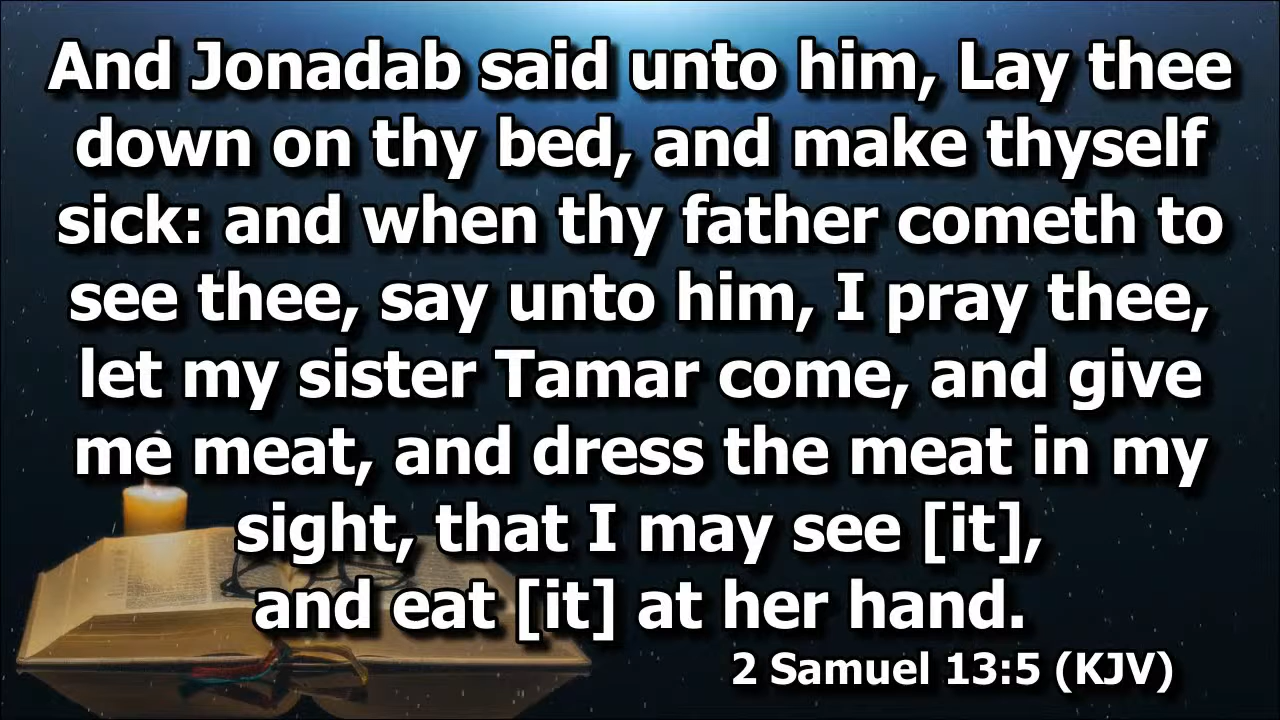 And Jonadab said unto him, Lay thee
down on thy bed, and make thyself
sick: and when thy father cometh to
see thee, say unto him, I pray thee,
let my sister Tamar come, and give
me meat, and dress the meat in my
sight, that I may see [it],
and eat [it] at her hand.
2 Samuel 13:5 (KJV)